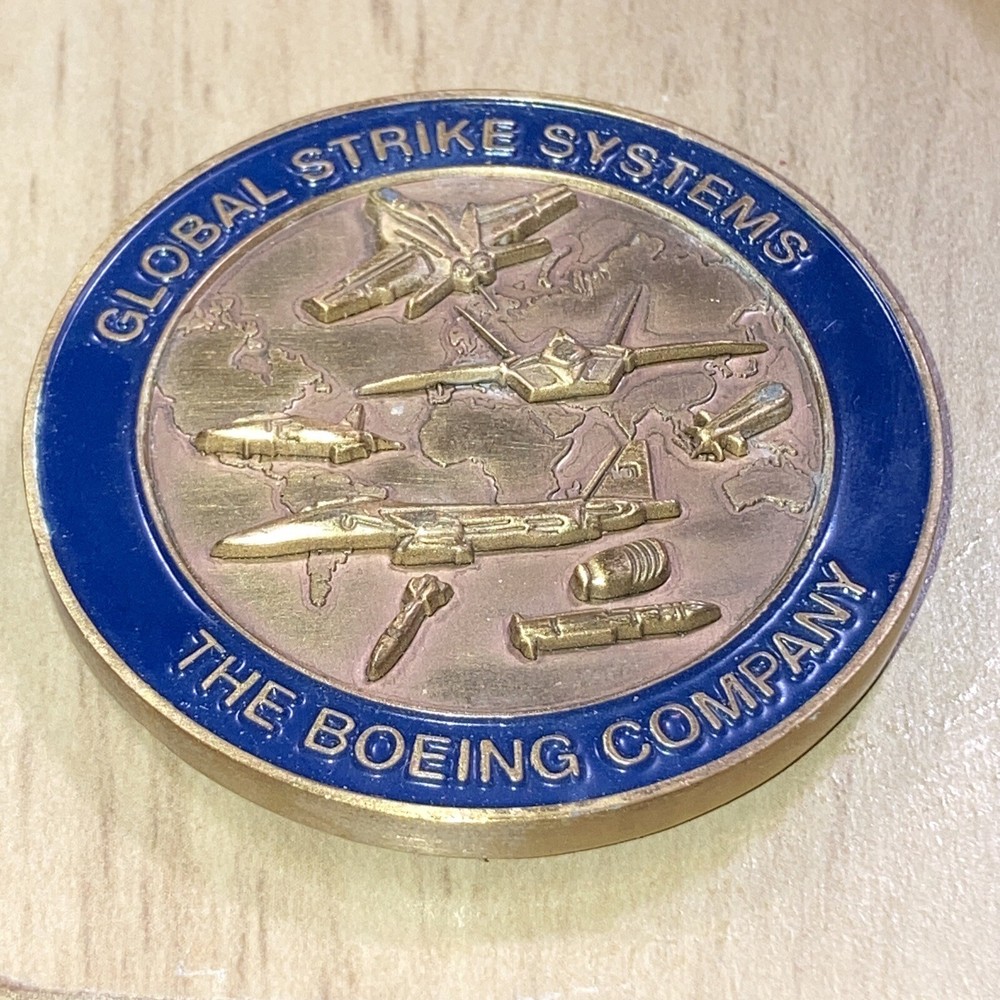 GLOBAL STRIKE SYSTEMS
THE BOEING COMPANY